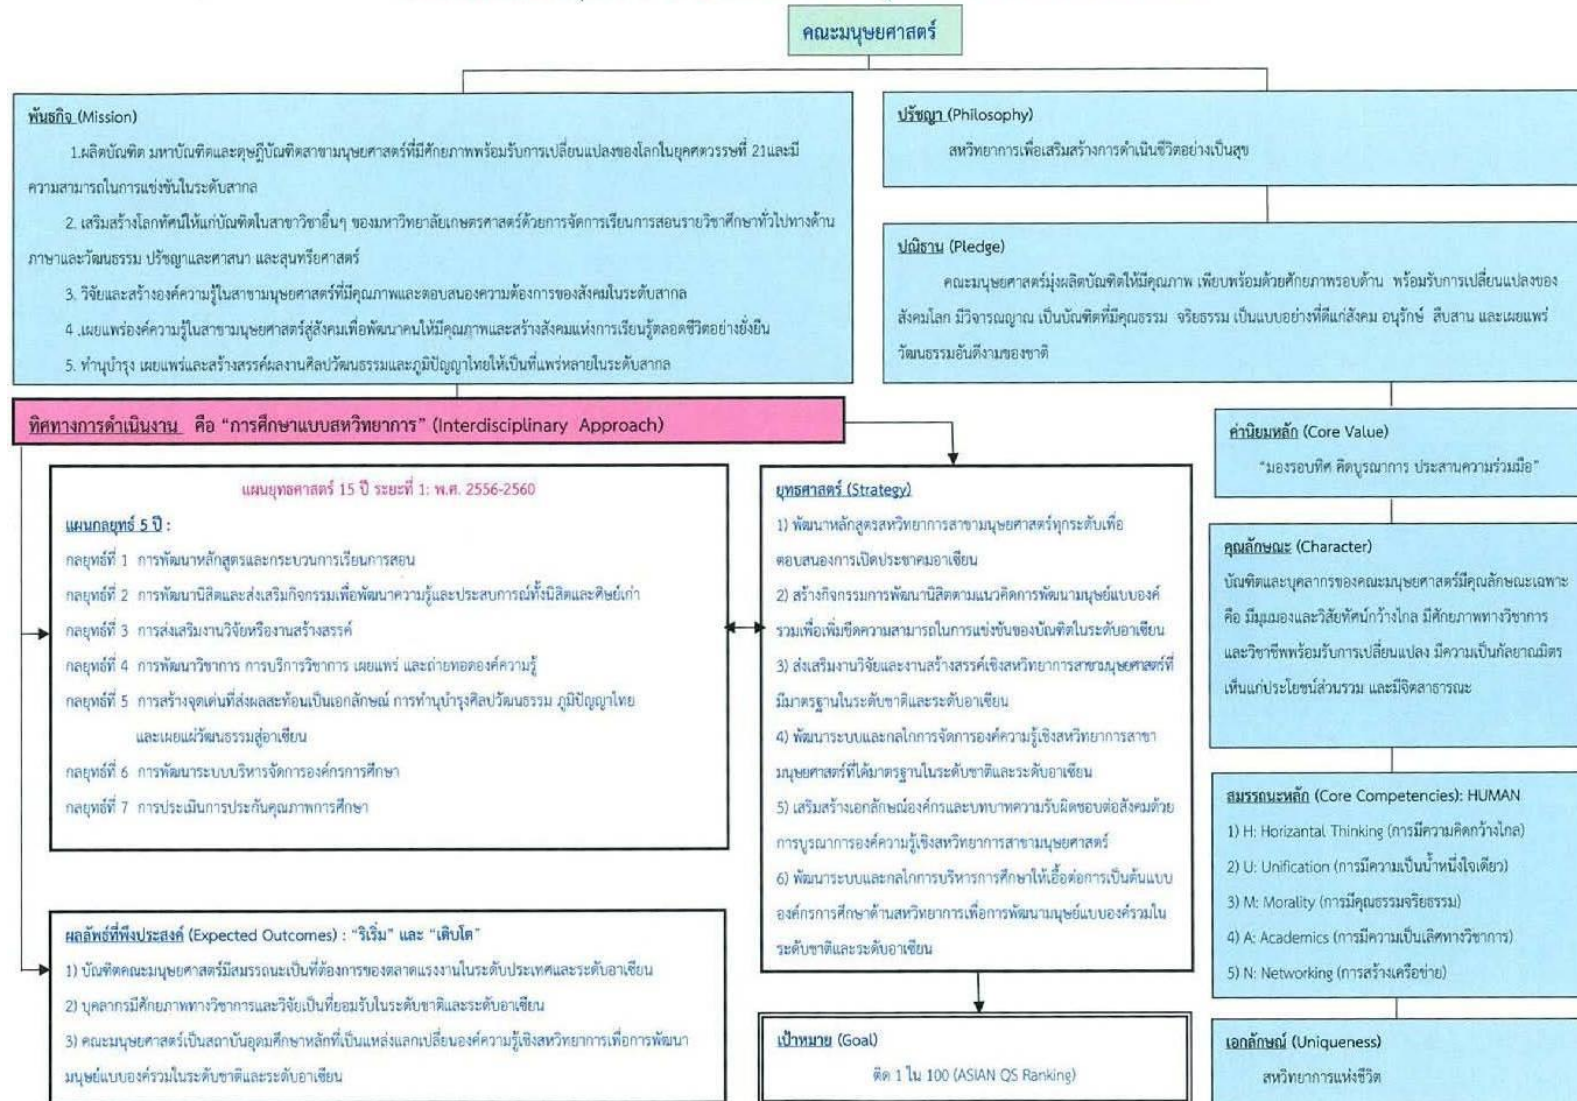 คณะมนุษยศาสตร์
พันธกิจ (Mission)
1.ผลิตบัณฑิต มหาบัณฑิตและดุษฎีบัณฑิตสาขามนุษยศาสตร์ที่มีศักยภาพพร้อมรับการเปลี่ยนแปลงของโลกในยุคศตวรรษที่ 21และมี
ความสามารถในการแข่งขันในระดับสากล
2. เสริมสร้างโลกทัศน์ให้แก่บัณฑิตในสาขาวิชาอื่นๆ ของมหาวิทยาลัยเกษตรศาสตร์ด้วยการจัดการเรียนการสอนรายวิชาศึกษาทั่วไปทางด้าน
ภาษาและวัฒนธรรม ปรัชญาและศาสนา และสุนทรียศาสตร์
3. วิจัยและสร้างองค์ความรู้ในสาขามนุษยศาสตร์ที่มีคุณภาพและตอบสนองความต้องการของสังคมในระดับสากล
4 .เผยแพร่องค์ความรู้ในสาขามนุษยศาสตร์สู่สังคมเพื่อพัฒนาคนให้มีคุณภาพและสร้างสังคมแห่งการเรียนรู้ตลอดชีวิตอย่างยั่งยืน
5. ทำนุบำรุง เผยแพร่และสร้างสรรค์ผลงานศิลปวัฒนธรรมและภูมิปัญญาไทยให้เป็นที่แพร่หลายในระดับสากล
ปรัชญา (Philosophy)
สหวิทยาการเพื่อเสริมสร้างการดำเนินชีวิตอย่างเป็นสุข
ปณิธาน (Pledge)
คณะมนุษยศาสตร์มุ่งผลิตบัณฑิตให้มีคุณภาพ เพียบพร้อมด้วยศักยภาพรอบด้าน พร้อมรับการเปลี่ยนแปลงของ
สังคมโลก มีวิจารณญาณ เป็นบัณฑิตที่มีคุณธรรม จริยธรรม เป็นแบบอย่างที่ดีแก่สังคม อนุรักษ์ สืบสาน และเผยแพร่
วัฒนธรรมอันดีงามของชาติ
ทิศทางการดำเนินงาน คือ “การศึกษาแบบสหวิทยาการ” (Interdisciplinary Approach)
แผนยุทธศาสตร์ 15 ปี ระยะที่ 1: พ.ศ. 2556-2560
แผนกลยุทธ์ 5 ปี :
กลยุทธ์ที่ 1 การพัฒนาหลักสูตรและกระบวนการเรียนการสอน
กลยุทธ์ที่ 2 การพัฒนานิสิตและส่งเสริมกิจกรรมเพื่อพัฒนาความรู้และประสบการณ์ทั้งนิสิตและศิษย์เก่า
กลยุทธ์ที่ 3 การส่งเสริมงานวิจัยหรืองานสร้างสรรค์
กลยุทธ์ที่ 4 การพัฒนาวิชาการ การบริการวิชาการ เผยแพร่ และถ่ายทอดองค์ความรู้
กลยุทธ์ที่ 5 การสร้างจุดเด่นที่ส่งผลสะท้อนเป็นเอกลักษณ์ การทำนุบำรุงศิลปวัฒนธรรม ภูมิปัญญาไทย
และเผยแผ่วัฒนธรรมสู่อาเซียน
กลยุทธ์ที่ 6 การพัฒนาระบบบริหารจัดการองค์กรการศึกษา
กลยุทธ์ที่ 7 การประเมินการประกันคุณภาพการศึกษา
ผลลัพธ์ที่พึงประสงค์ (Expected Outcomes) : “ริเริ่ม” และ “เติบโต”
1) บัณฑิตคณะมนุษยศาสตร์มีสมรรถนะเป็นที่ต้องการของตลาดแรงงานในระดับประเทศและระดับอาเซียน
2) บุคลากรมีศักยภาพทางวิชาการและวิจัยเป็นที่ยอมรับในระดับชาติและระดับอาเซียน
3) คณะมนุษยศาสตร์เป็นสถาบันอุดมศึกษาหลักที่เป็นแหล่งแลกเปลี่ยนองค์ความรู้เชิงสหวิทยาการเพื่อการพัฒนา
มนุษย์แบบองค์รวมในระดับชาติและระดับอาเซียน
ยุทธศาสตร์ (Strategy)
1) พัฒนาหลักสูตรสหวิทยาการสาขามนุษยศาสตร์ทุกระดับเพื่อ
ตอบสนองการเปิดประชาคมอาเซียน
2) สร้างกิจกรรมการพัฒนานิสิตตามแนวคิดการพัฒนามนุษย์แบบองค์
รวมเพื่อเพิ่มขีดความสามารถในการแข่งขันของบัณฑิตในระดับอาเซียน
3) ส่งเสริมงานวิจัยและงานสร้างสรรค์เชิงสหวิทยาการสาขามนุษยศาสตร์ที่
มีมาตรฐานในระดับชาติและระดับอาเซียน
4) พัฒนาระบบและกลไกการจัดการองค์ความรู้เชิงสหวิทยาการสาขา
มนุษยศาสตร์ที่ได้มาตรฐานในระดับชาติและระดับอาเซียน
5) เสริมสร้างเอกลักษณ์องค์กรและบทบาทความรับผิดชอบต่อสังคมด้วย
การบูรณาการองค์ความรู้เชิงสหวิทยาการสาขามนุษยศาสตร์
6) พัฒนาระบบและกลไกการบริหารการศึกษาให้เอื้อต่อการเป็นต้นแบบ
องค์กรการศึกษาด้านสหวิทยาการเพื่อการพัฒนามนุษย์แบบองค์รวมใน
ระดับชาติและระดับอาเซียน
เป้าหมาย (Goal)
ติด 1 ใน 100 (ASIAN QS Ranking)
ค่านิยมหลัก (Core Value)
“มองรอบทิศ คิดบูรณาการ ประสานความร่วมมือ”
คุณลักษณะ (Character)
บัณฑิตและบุคลากรของคณะมนุษยศาสตร์มีคุณลักษณะเฉพาะ
คือ มีมุมมองและวิสัยทัศน์กว้างไกล มีศักยภาพทางวิชาการ
และวิชาชีพพร้อมรับการเปลี่ยนแปลง มีความเป็นกัลยาณมิตร
เห็นแก่ประโยชน์ส่วนรวม และมีจิตสาธารณะ
สมรรถนะหลัก (Core Competencies): HUMAN
1) H: Horizantal Thinking (การมีความคิดกว้างไกล)
2) U: Unification (การมีความเป็นน้ำหนึ่งใจเดียว)
3) M: Morality (การมีคุณธรรมจริยธรรม)
4) A: Academics (การมีความเป็นเลิศทางวิชาการ)
5) N: Networking (การสร้างเครือข่าย)
เอกลักษณ์ (Uniqueness)
สหวิทยาการแห่งชีวิต